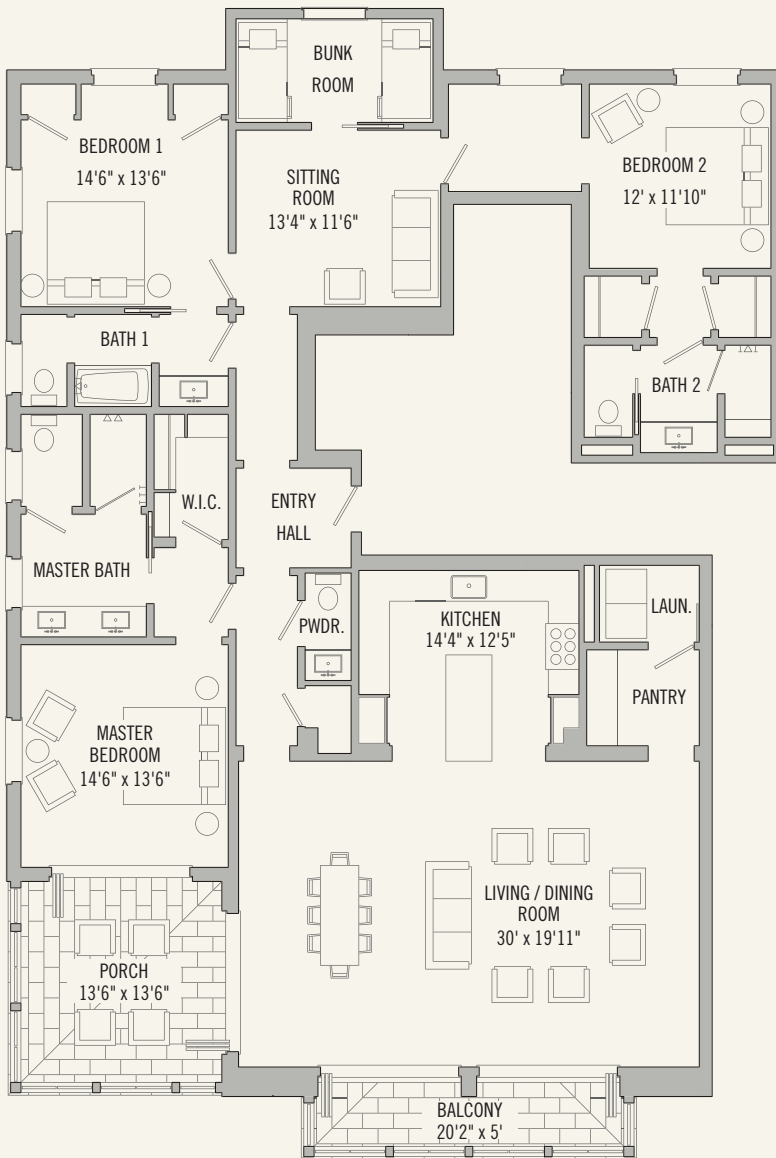 BUNK
ROOM
BEDROOM 1
14'6" x 13'6"
SITTING
ROOM
13'4" x 11'6"
BEDROOM 2
12' x 11'10"
BATH 1
BATH 2
W.I.C.
ENTRY
HALL
MASTER BATH
PWDR.
KITCHEN
14'4" x 12'5"
LAUN.
PANTRY
MASTER
BEDROOM
14'6" x 13'6"
LIVING / DINING
ROOM
30' x 19'11"
PORCH
13'6" x 13'6"
BALCONY
20'2" x 5'